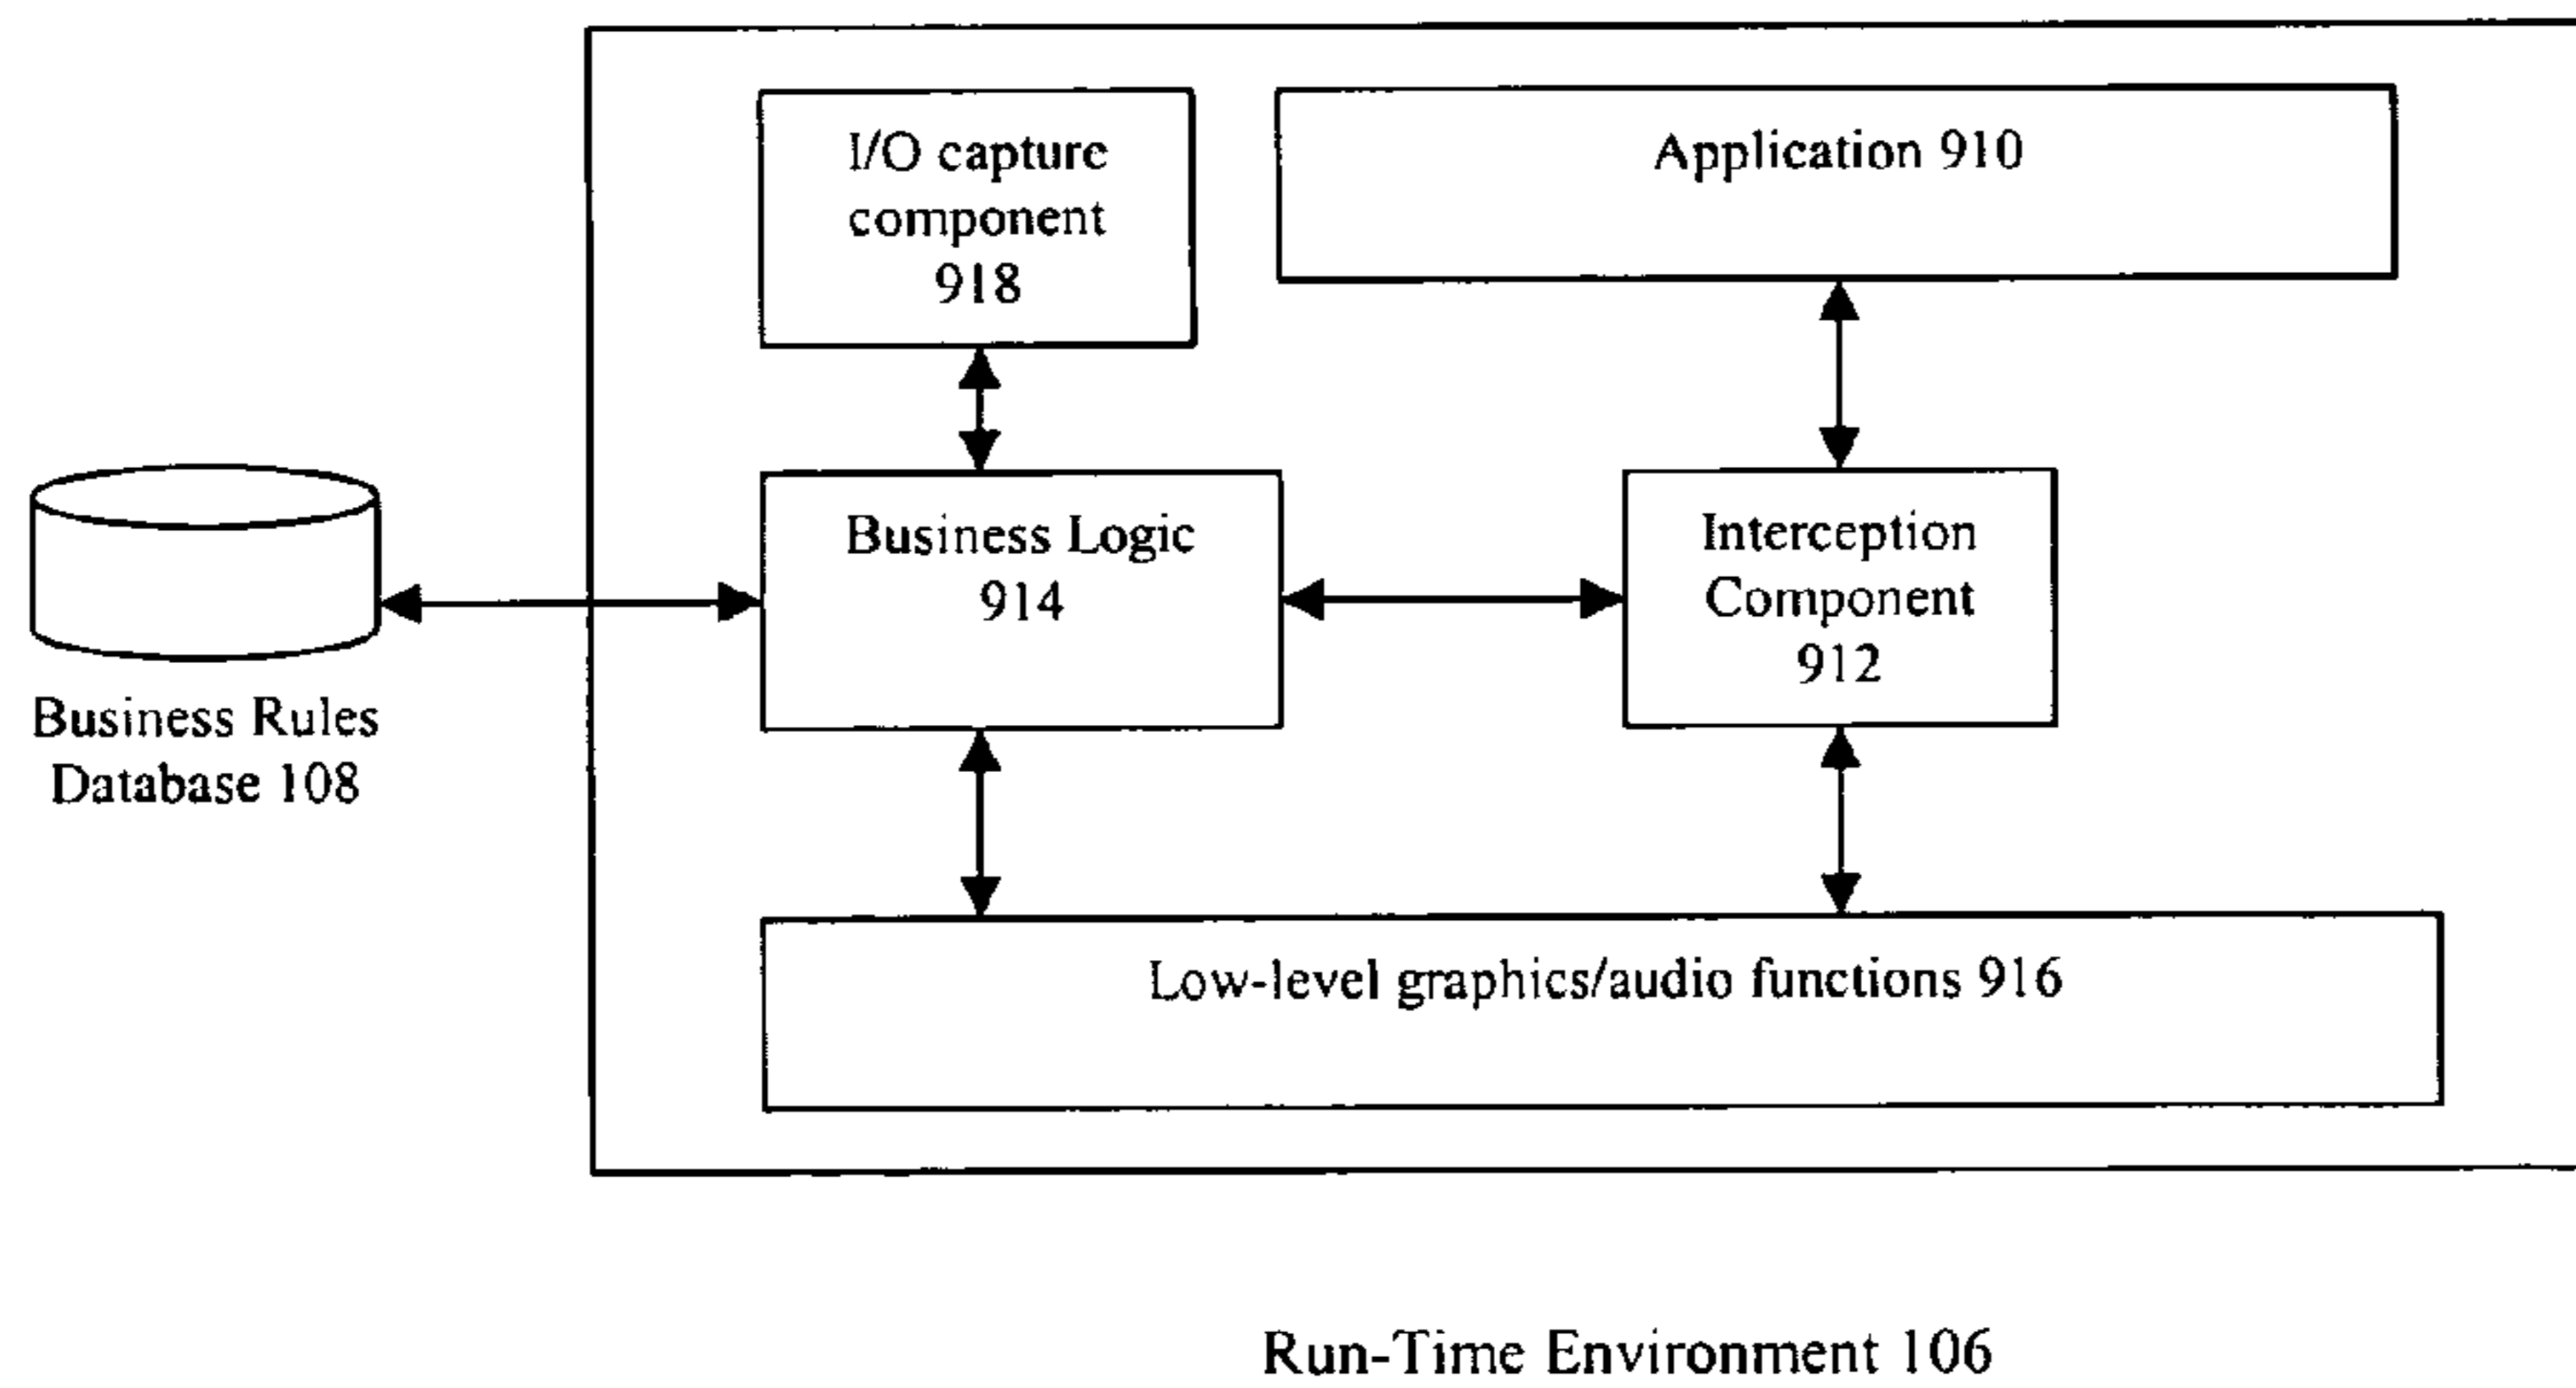 I/O capture
component
918
Application 910
Business Logic
914
Interception
Component
912
Business Rules
Database 108
Low-level graphics/audio functions 916
Run-Time Environment 106